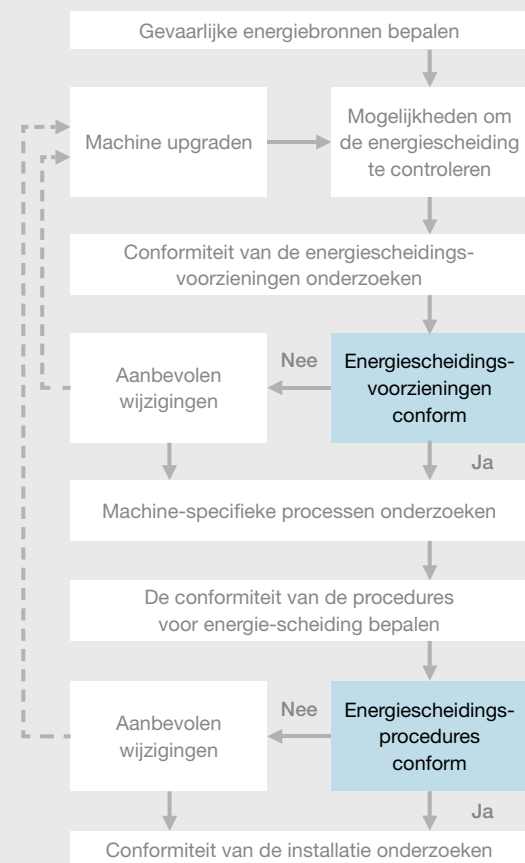 Gevaarlijke energiebronnen bepalen
Machine upgraden
Mogelijkheden om
de energiescheiding
te controleren
Conformiteit van de energiescheidings-
voorzieningen onderzoeken
Aanbevolen
wijzigingen
Nee
Energiescheidings-
voorzieningen
conform
Ja
Machine-specifieke processen onderzoeken
De conformiteit van de procedures
voor energie-scheiding bepalen
Aanbevolen
wijzigingen
Nee
Energiescheidings-
procedures
conform
Ja
Conformiteit van de installatie onderzoeken